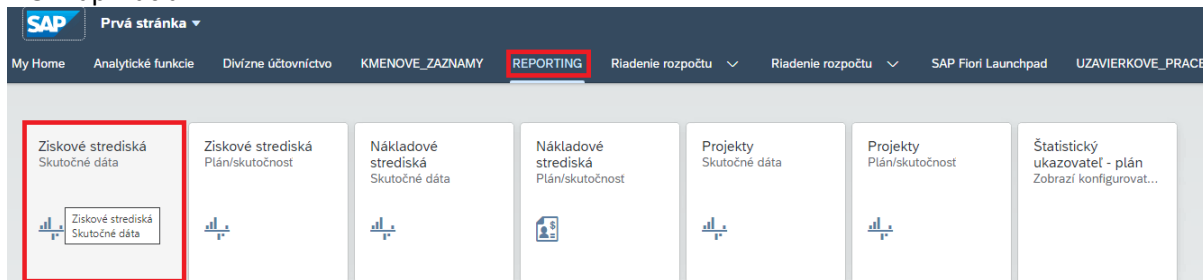 SAP Prvá stránka
My Home Analytické funkcie Divízne účtovníctvo KMENOVE_ZAZNAMY REPORTING Riadenie rozpočtu Riadenie rozpočtu SAP Fiori Launchpad UZAVIERKOVE_PRACE
Ziskové strediská
Skutočné dáta
Ziskové strediská
Skutočné dáta
Ziskové strediská
Plán/skutočnosť
Nákladové
strediská
Skutočné dáta
Nákladové
strediská
Plán/skutočnosť
Projekty
Skutočné dáta
Projekty
Plán/skutočnosť
Štatistický
ukazovateľ - plán
Zobrazí konfigurovat...